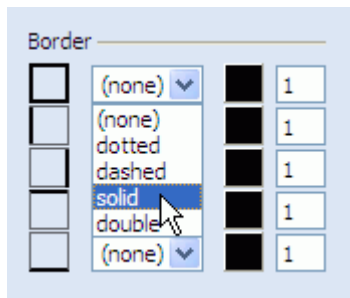 Border
(none) 1
(none) 1
dotted
dashed 1
solid
double 1
(none) 1